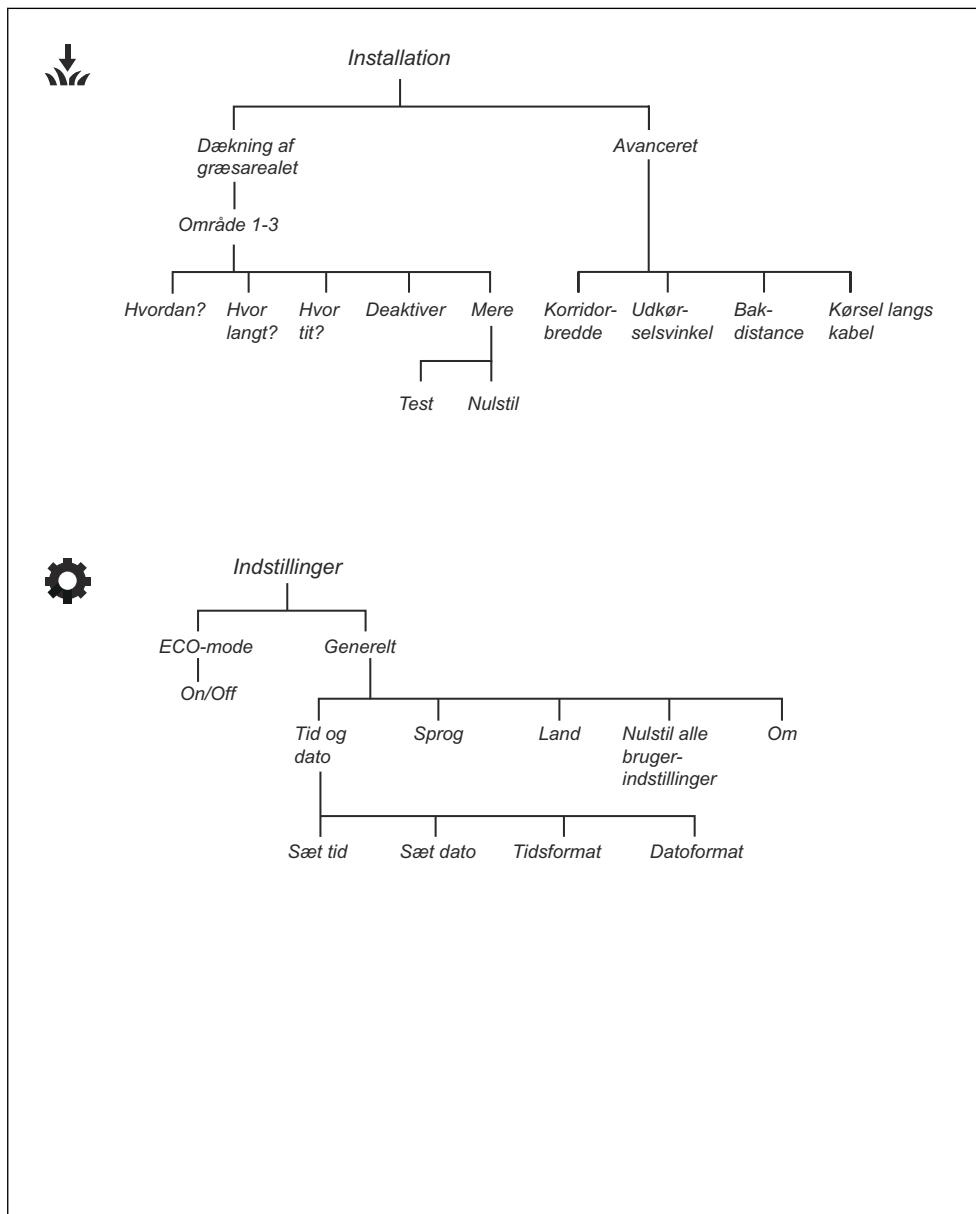 Installation
Dækning af
græsarealet
Avanceret
Område 1-3
Hvordan?
Hvor
langt?
Hvor
tit?
Deaktiver
Mere
Korridor-
bredde
Udkør-
selsvinkel
Bak-
distance
Kørsel langs
kabel
Test
Nulstil
Indstillinger
ECO-mode
Generelt
On/Off
Tid og
dato
Sprog
Land
Nulstil alle
bruger-
indstillinger
Om
Sæt tid
Sæt dato
Tidsformat
Datoformat